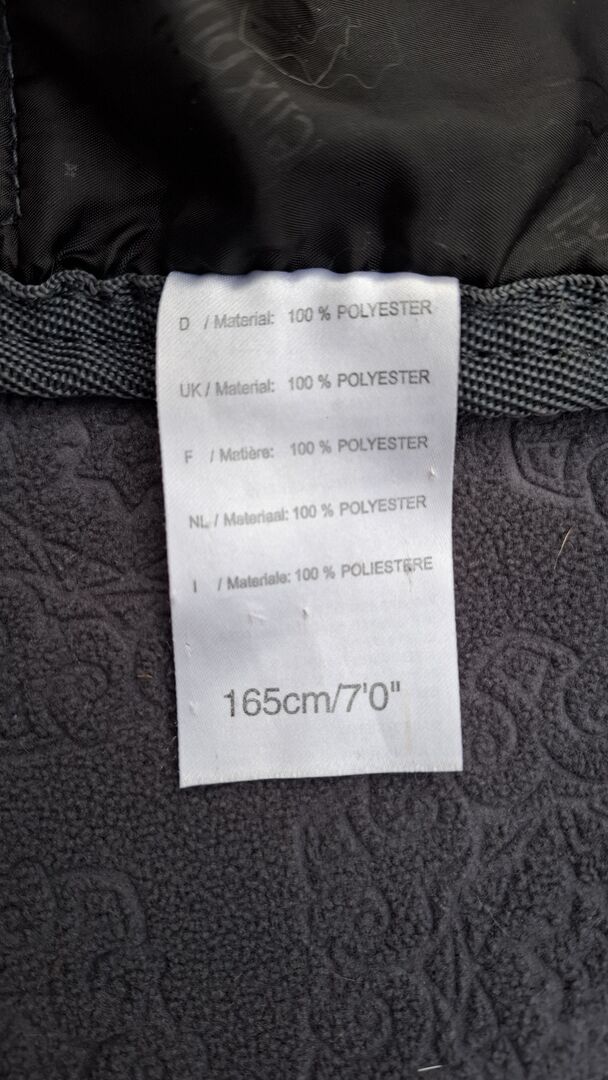 D / Material: 100 % POLYESTER
UK / Material: 100 % POLYESTER
F / Matière: 100 % POLYESTER
NL / Materiaal: 100 % POLYESTER
I / Materiale: 100 % POLIESTERE
165cm/7'0"